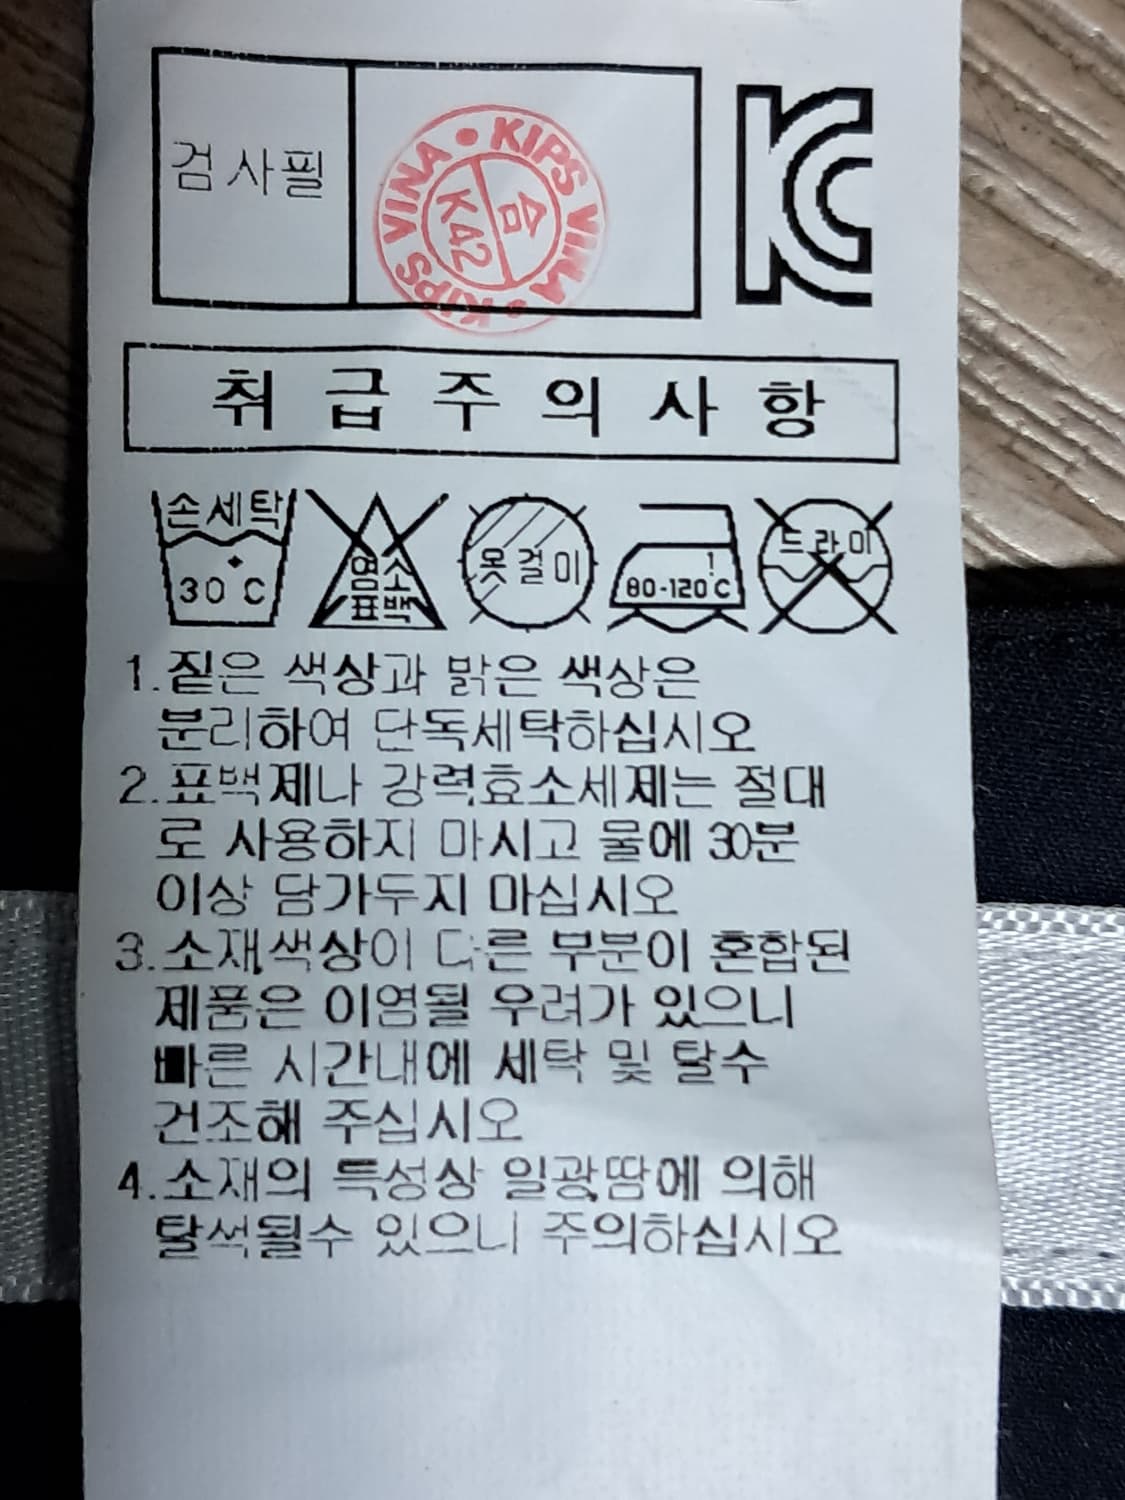 검사필
KIPS VINA • KIPS VINA • KIPS VINA
합
K42
KC
취급주의사항
손세탁
30°C
염소
표백
옷걸이
80-120°C
드라이
1.짙은 색상과 밝은 색상은
분리하여 단독세탁하십시오
2.표백제나 강력효소세제는 절대
로 사용하지 마시고 물에 30분
이상 담가두지 마십시오
3.소재,색상이 다른 부분이 혼합된
제품은 이염될 우려가 있으니
빠른 시간내에 세탁 및 탈수
건조해 주십시오
4.소재의 특성상 일광,땀에 의해
탈색될수 있으니 주의하십시오